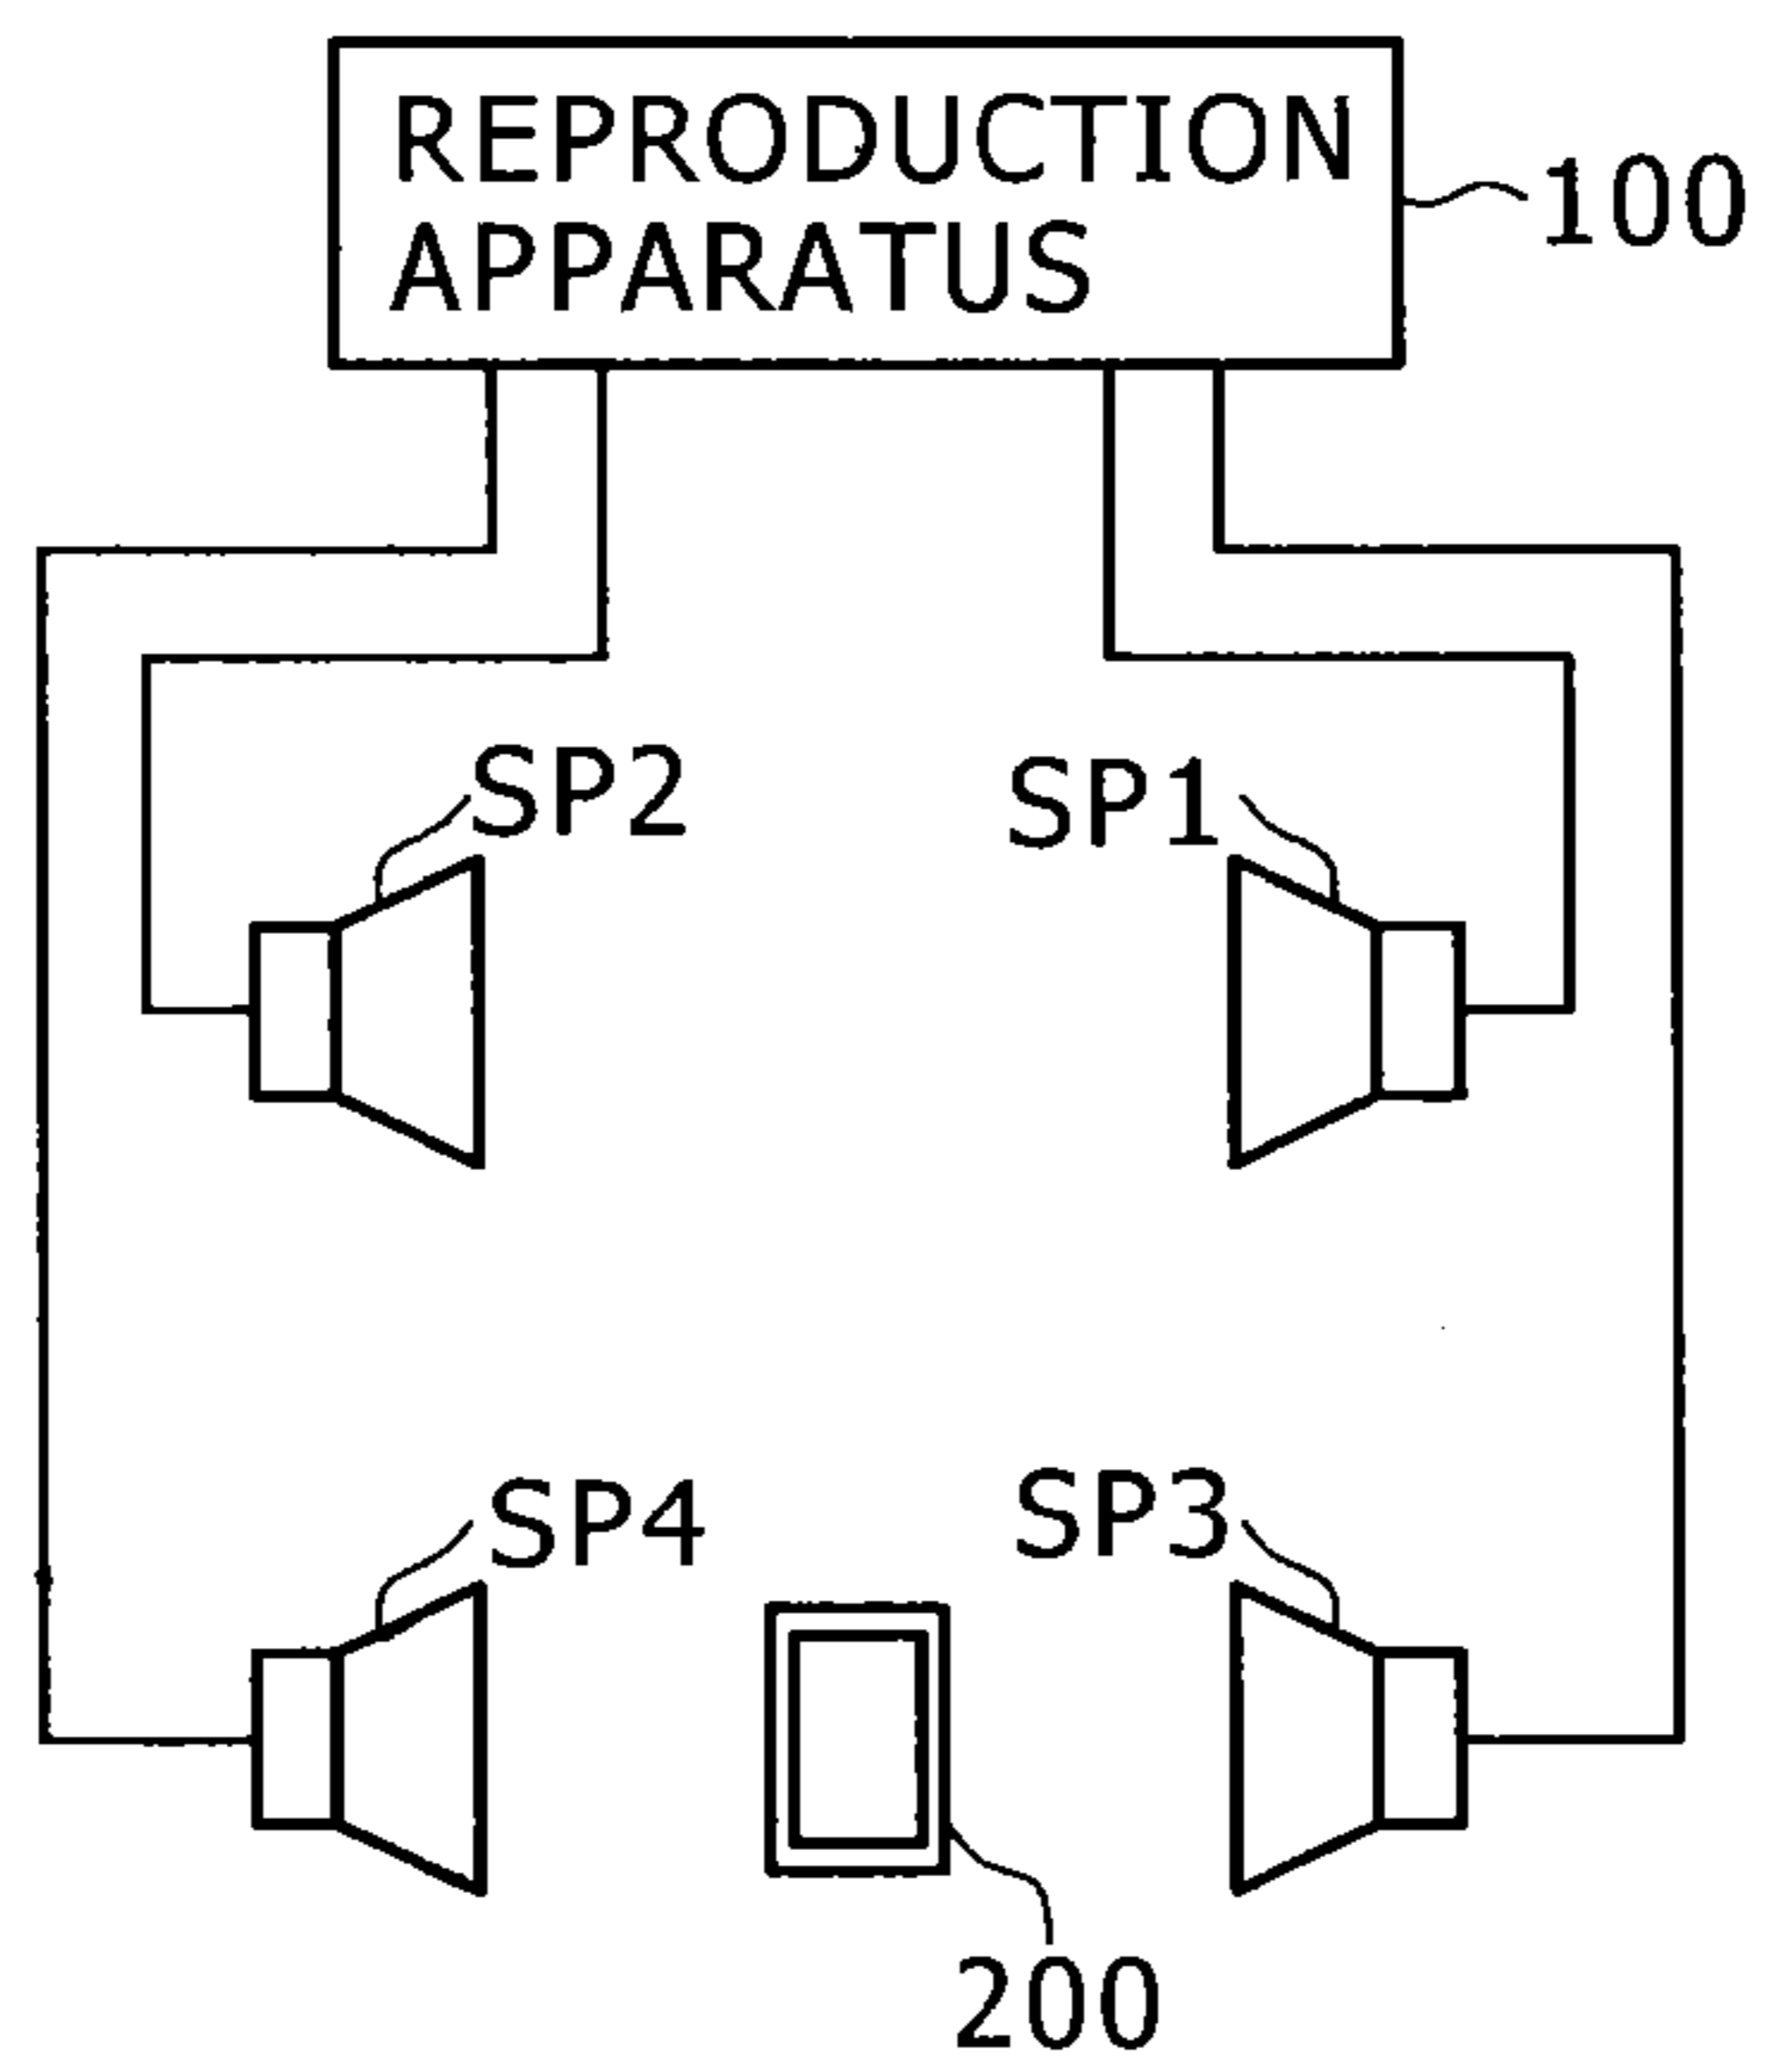 REPRODUCTION
APPARATUS
100
SP2
SP1
SP4
SP3
200